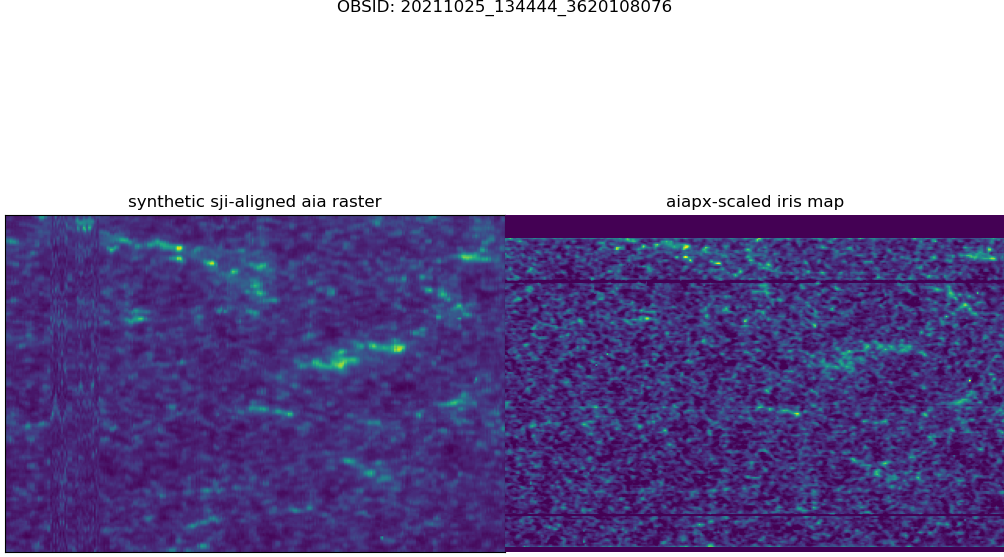 OBSID: 20211025_134444_3620108076
synthetic sji-aligned aia raster
aiapx-scaled iris map